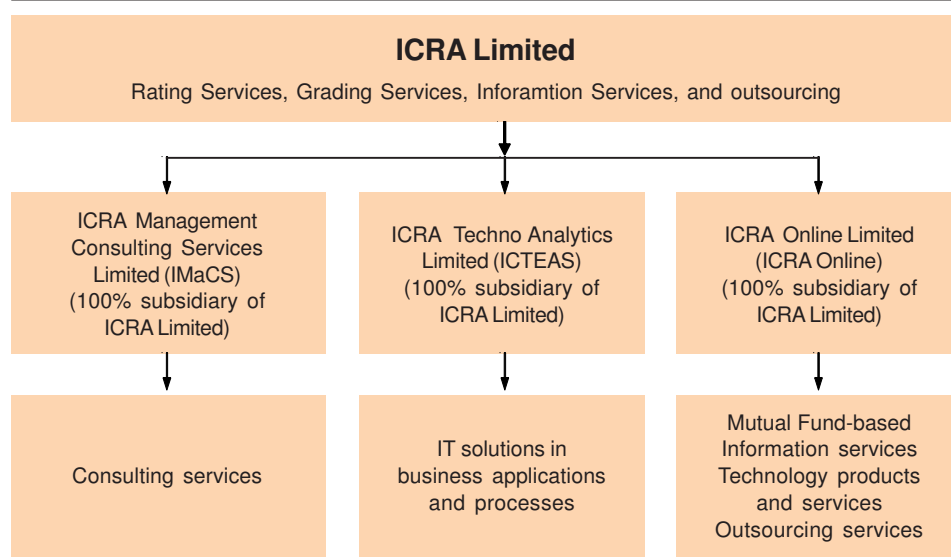 ICRA Limited
Rating Services, Grading Services, Inforamtion Services, and outsourcing
ICRA Management
Consulting Services
Limited (IMaCS)
(100% subsidiary of
ICRA Limited)
ICRA Techno Analytics
Limited (ICTEAS)
(100% subsidiary of
ICRA Limited)
ICRA Online Limited
(ICRA Online)
(100% subsidiary of
ICRA Limited)
Consulting services
IT solutions in
business applications
and processes
Mutual Fund-based
Information services
Technology products
and services
Outsourcing services